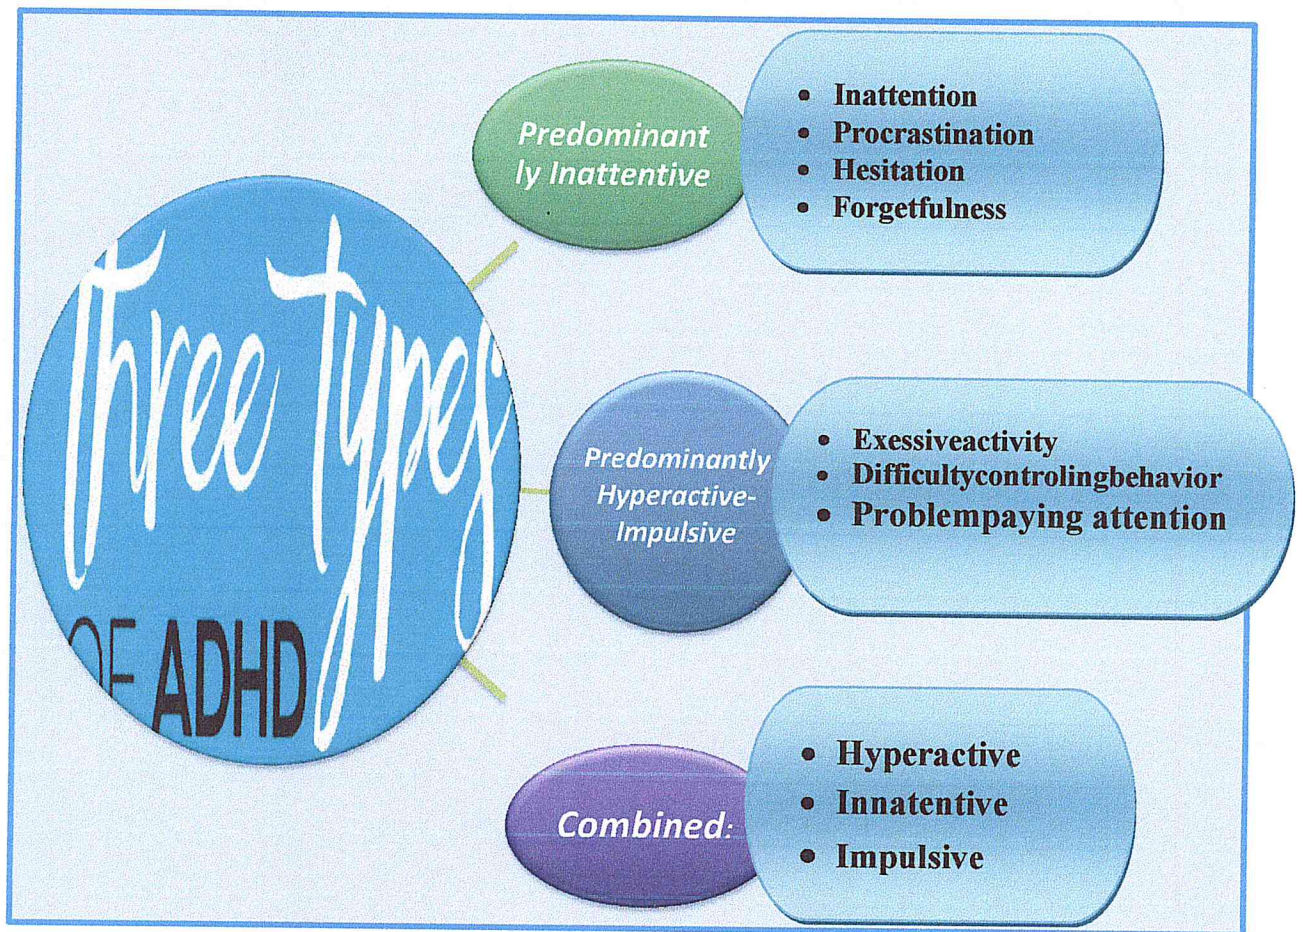 Three Types
OF ADHD
Predominant
ly Inattentive
• Inattention
• Procrastination
• Hesitation
• Forgetfulness
Predominantly
Hyperactive-
Impulsive
• Exessiveactivity
• Difficultycontrolingbehavior
• Problempaying attention
Combined:
• Hyperactive
• Innatentive
• Impulsive